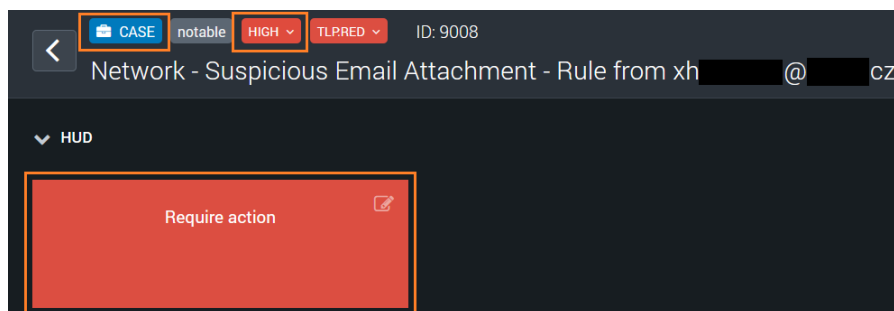 CASE notable HIGH TLP:RED ID: 9008
Network - Suspicious Email Attachment - Rule from xh @ cz
HUD
Require action